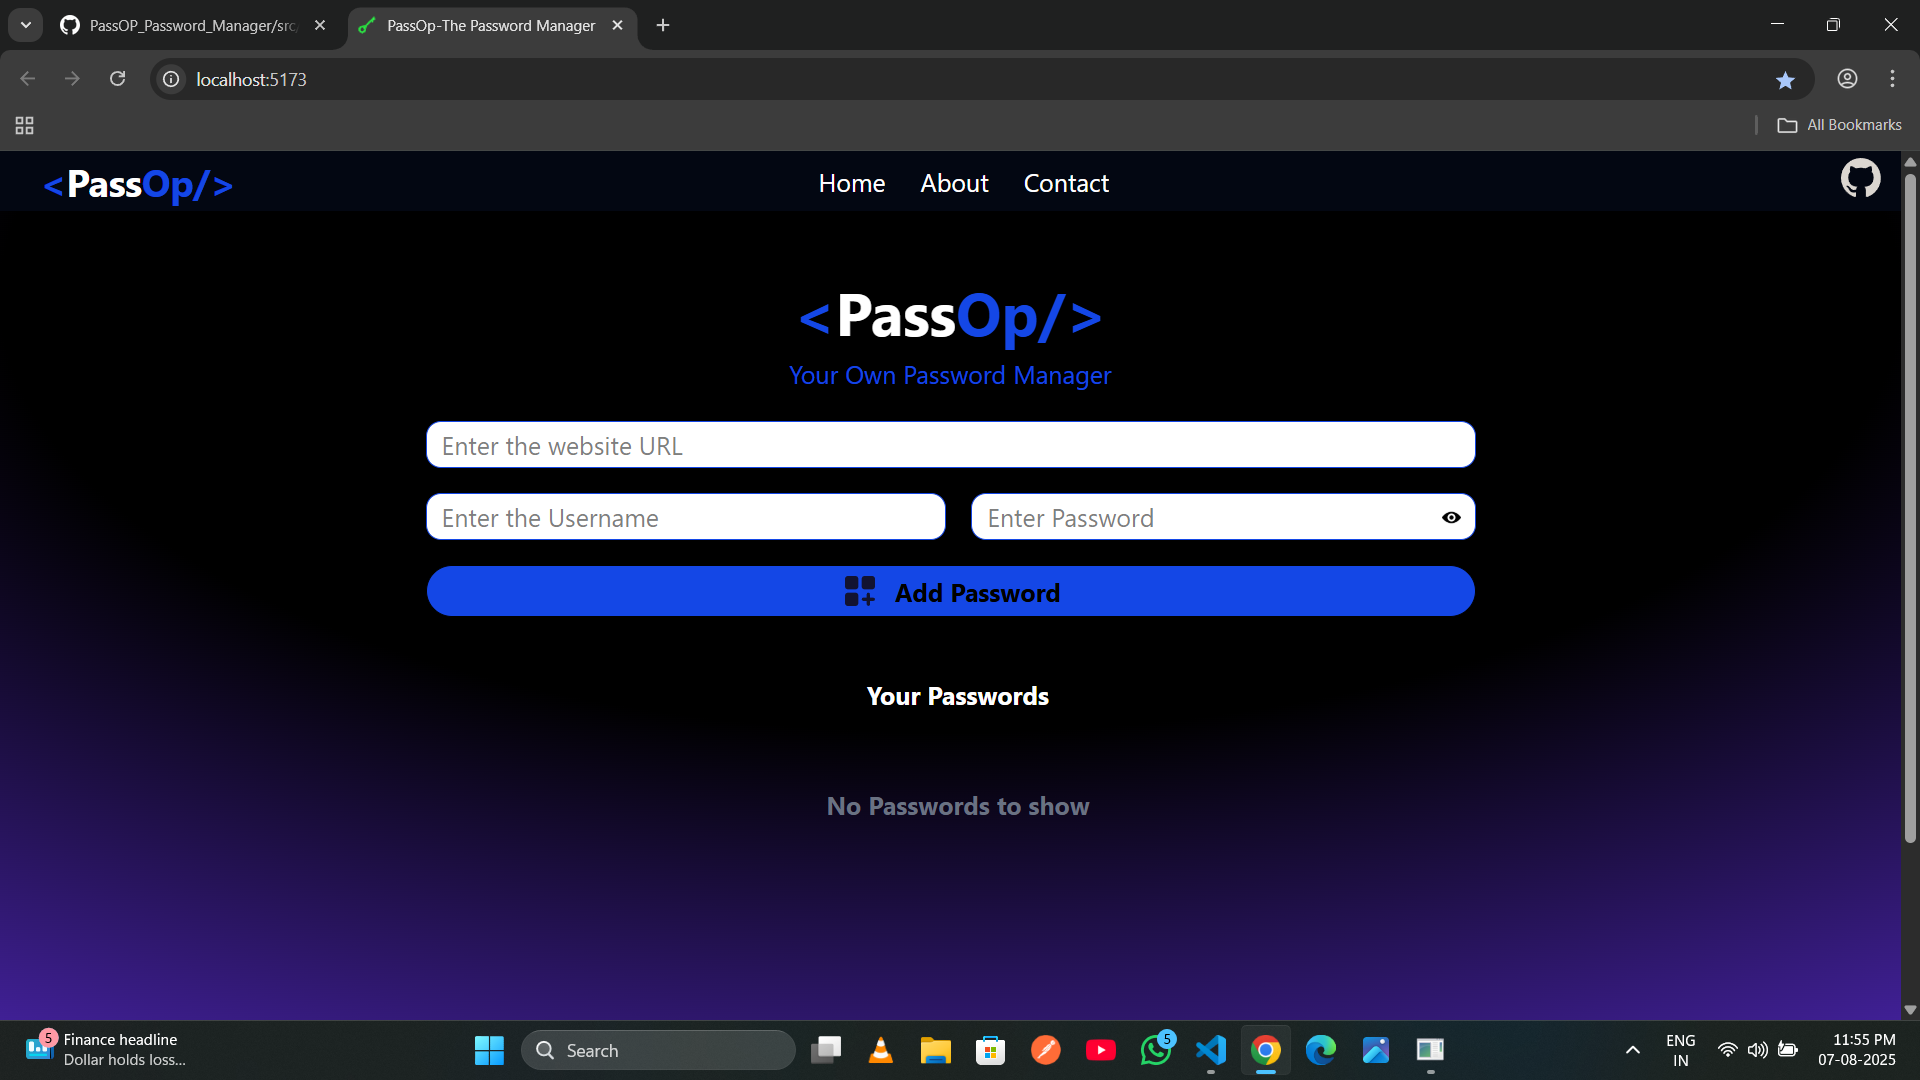 PassOP_Password_Manager/src/
PassOp-The Password Manager
localhost:5173
All Bookmarks
<PassOp/>
Home About Contact
<PassOp/>
Your Own Password Manager
Enter the website URL
Enter the Username
Enter Password
Add Password
Your Passwords
No Passwords to show
5
Finance headline
Dollar holds loss...
Search
5
ENG
IN
11:55 PM
07-08-2025